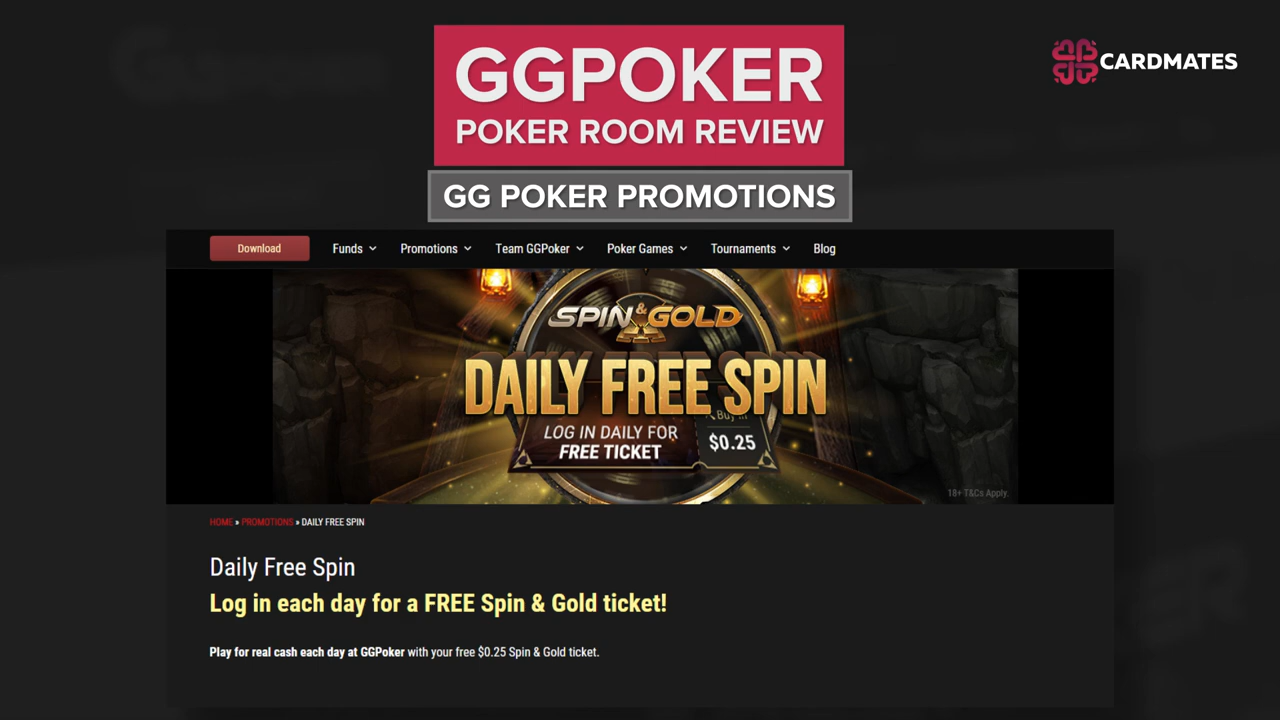 GGPOKER
POKER ROOM REVIEW
CARDMATES
GG POKER PROMOTIONS
Download Funds Promotions Team GGPoker Poker Games Tournaments Blog
SPIN & GOLD
DAILY FREE SPIN
Buy
LOG IN DAILY FOR
FREE TICKET
$0.25
18+ T&Cs Apply.
HOME » PROMOTIONS » DAILY FREE SPIN
Daily Free Spin
Log in each day for a FREE Spin & Gold ticket!
Play for real cash each day at GGPoker with your free $0.25 Spin & Gold ticket.